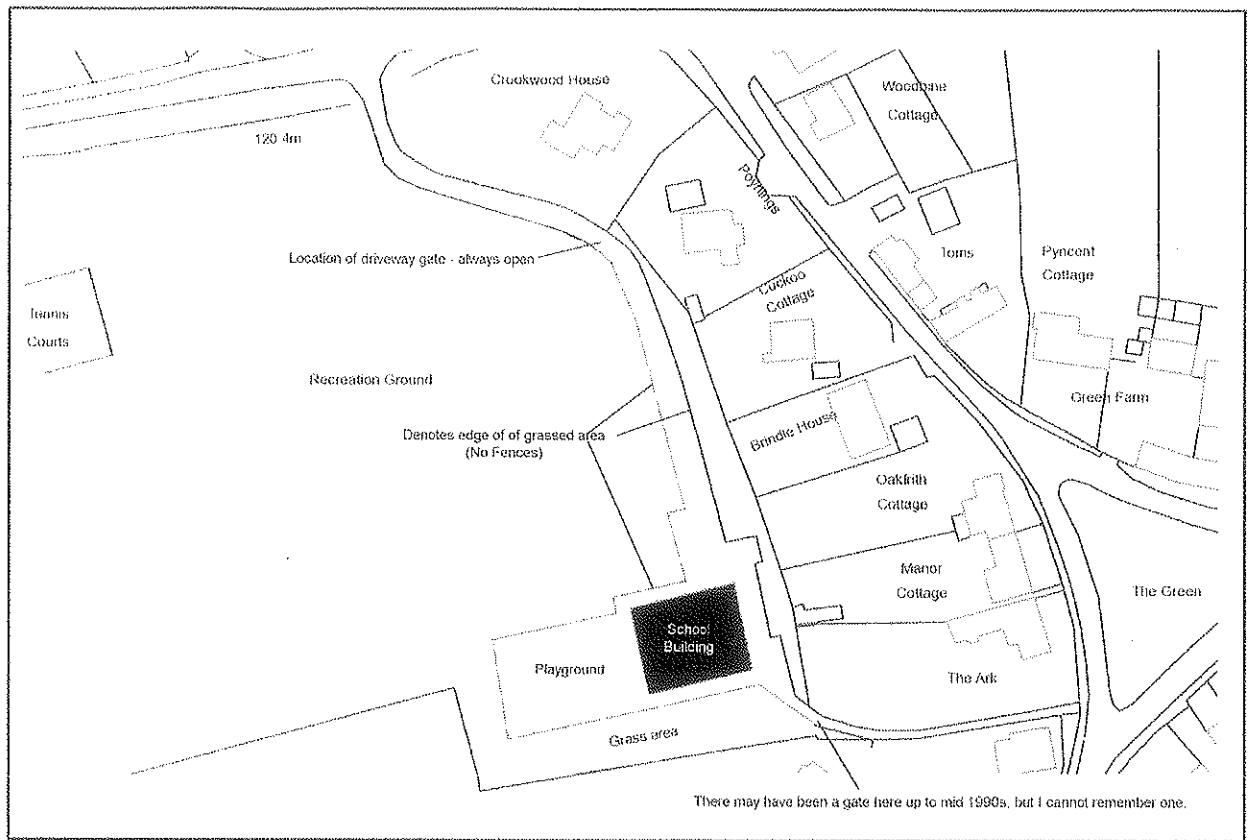 Crookwood House
Woodbine
Cottage
120.4m
Poynings
Location of driveway gate - always open
Toms
Pyncent
Cottage
Cuckoo
Cottage
Tennis
Courts
Recreation Ground
Green Farm
Denotes edge of of grassed area
(No Fences)
Brindle House
Oakfrith
Cottage
Manor
Cottage
The Green
School
Building
Playground
The Ark
Grass area
There may have been a gate here up to mid 1990s, but I cannot remember one.